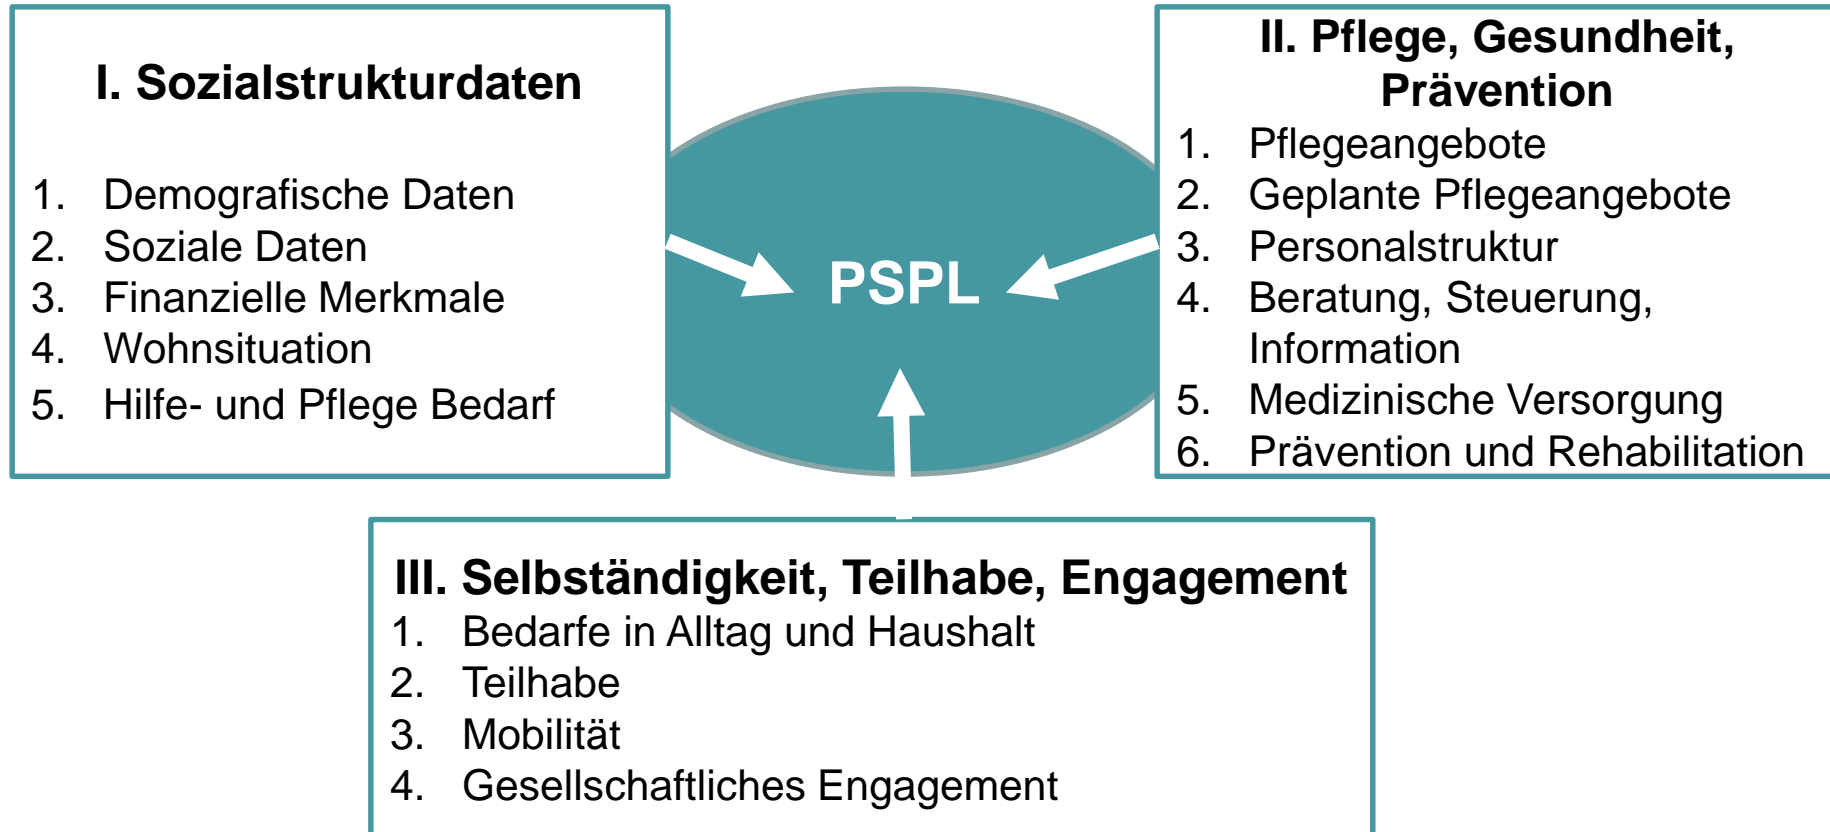 I. Sozialstrukturdaten
1. Demografische Daten
2. Soziale Daten
3. Finanzielle Merkmale
4. Wohnsituation
5. Hilfe- und Pflege Bedarf
PSPL
II. Pflege, Gesundheit,
Prävention
1. Pflegeangebote
2. Geplante Pflegeangebote
3. Personalstruktur
4. Beratung, Steuerung,
Information
5. Medizinische Versorgung
6. Prävention und Rehabilitation
III. Selbständigkeit, Teilhabe, Engagement
1. Bedarfe in Alltag und Haushalt
2. Teilhabe
3. Mobilität
4. Gesellschaftliches Engagement